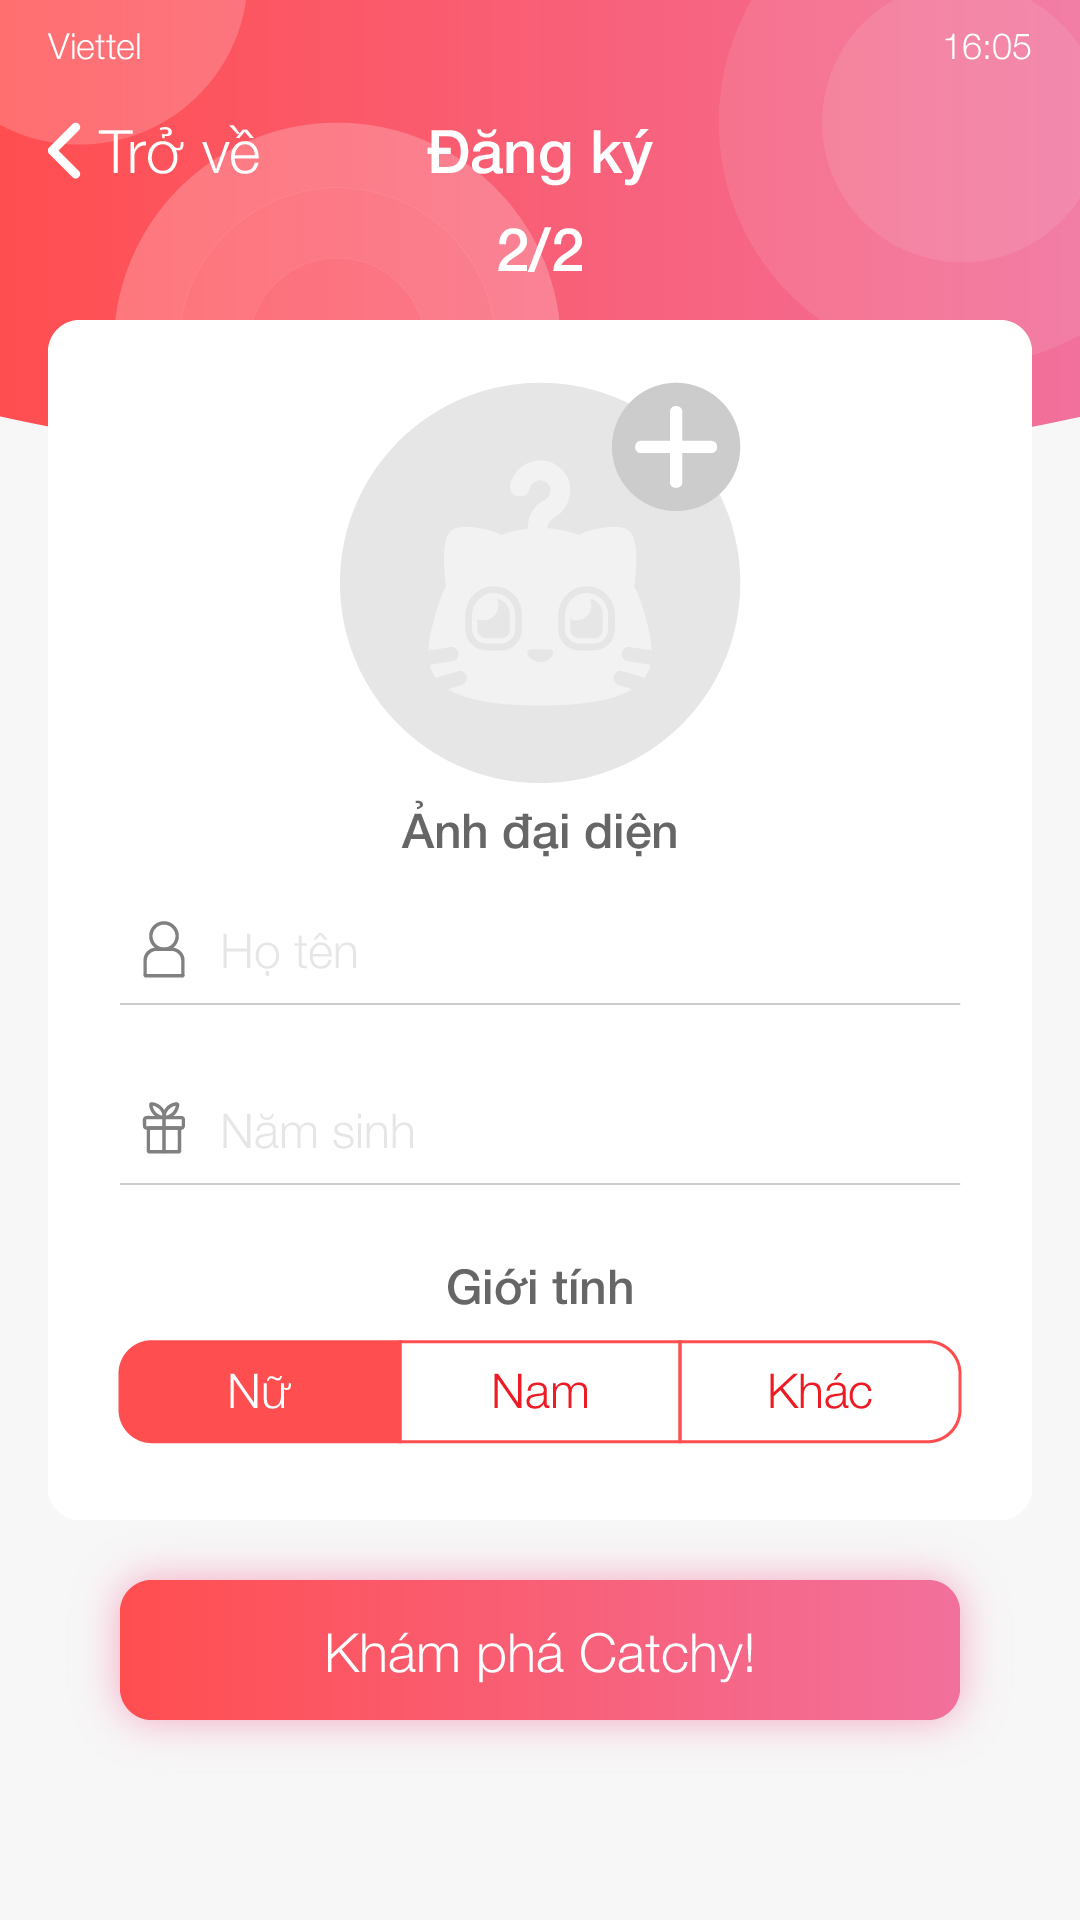 Viettel 16:05
Trở về Đăng ký
2/2
Ảnh đại diện
Họ tên
Năm sinh
Giới tính
Nữ Nam Khác
Khám phá Catchy!